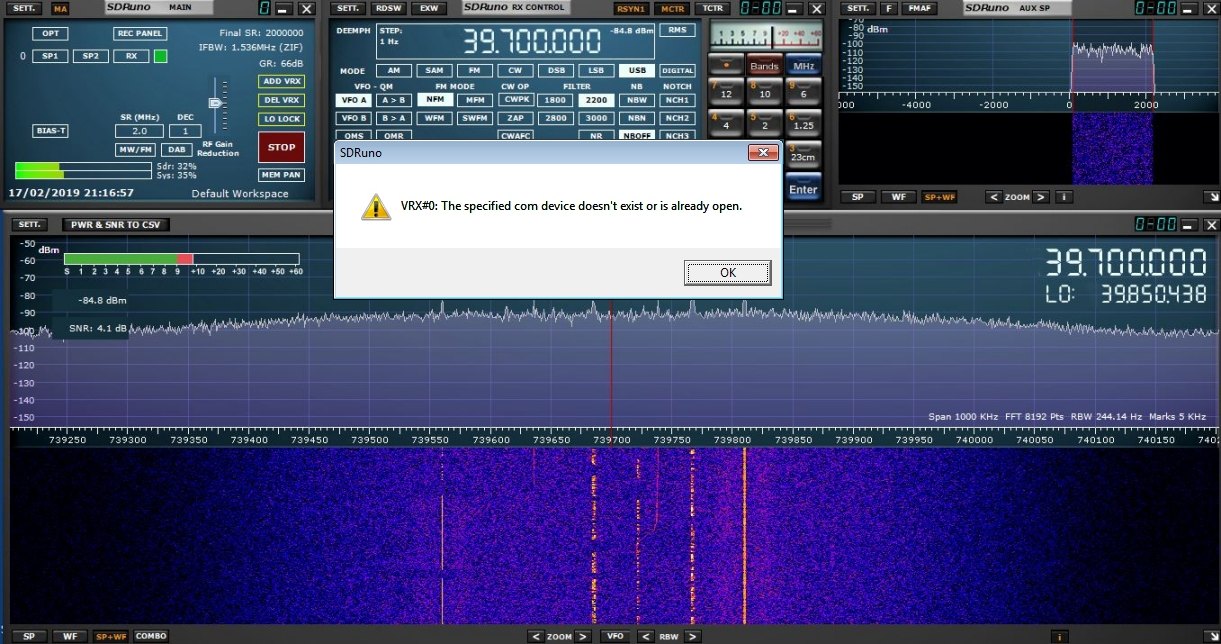 SETT. MA SDRuno MAIN
OPT REC PANEL Final SR: 2000000
IFBW: 1.536MHz (ZIF)
0 SP1 SP2 RX GR: 66dB
ADD VRX
DEL VRX
SR (MHz) DEC LO LOCK
BIAS-T 2.0 1
MW/FM DAB RF Gain Reduction STOP
Sdr: 32%
Sys: 35% MEM PAN
17/02/2019 21:16:57 Default Workspace
SETT. RDSW EXW SDRuno RX CONTROL RSYN1 MCTR TCTR 0-00
DEEMPH STEP: 39.700.000 -84.8 dBm RMS
1 Hz
MODE AM SAM FM CW DSB LSB USB DIGITAL
VFO - QM FM MODE CW OP FILTER NB NOTCH
VFO A A > B NFM MFM CWPK 1800 2200 NBW NCH1
VFO B B > A WFM SWFM ZAP 2800 3000 NBN NCH2
QMS QMR CWAFC NR NBOFF NCH3
1 3 5 7 9 +20 +40 +60
Bands MHz
7 12 8 10 9 6
4 4 5 2 6 1.25
3 23cm
Enter
SETT. F FMAF SDRuno AUX SP 0-00
dBm
-70
-80
-90
-100
-110
-120
-130
-140
-150
-4000 -2000 0 2000
SP WF SP+WF < ZOOM > i
SDRuno
VRX#0: The specified com device doesn't exist or is already open.
OK
SETT. PWR & SNR TO CSV 0-00
dBm
S 1 2 3 4 5 6 7 8 9 +10 +20 +30 +40 +50 +60
39.700.000
-84.8 dBm LO: 39.850.438
SNR: 4.1 dB
-50
-60
-70
-80
-90
-100
-110
-120
-130
-140
-150
Span 1000 KHz FFT 8192 Pts RBW 244.14 Hz Marks 5 KHz
739250 739300 739350 739400 739450 739500 739550 739600 739650 739700 739750 739800 739850 739900 739950 740000 740050 740100 740150
SP WF SP+WF COMBO < ZOOM > VFO < RBW > i